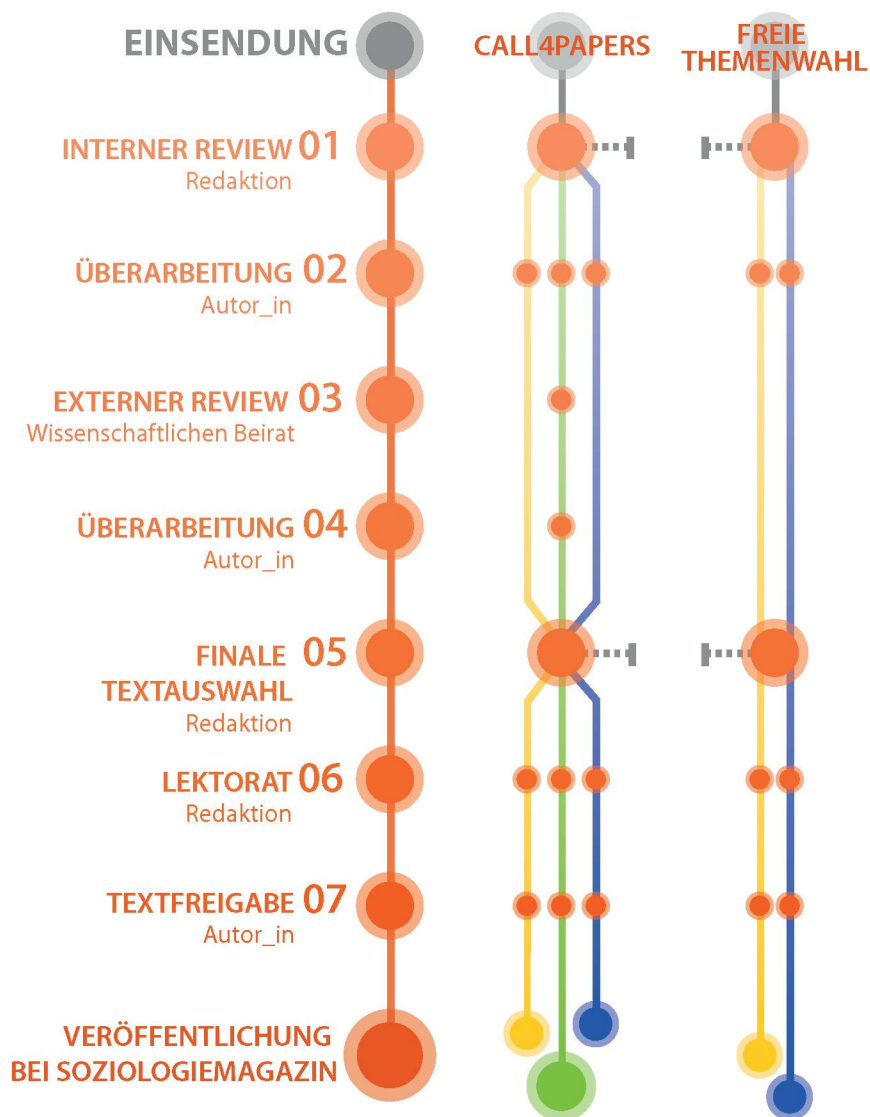 EINSENDUNG
CALL4PAPERS
FREIE
THEMENWAHL
INTERNER REVIEW 01
Redaktion
ÜBERARBEITUNG 02
Autor_in
EXTERNER REVIEW 03
Wissenschaftlichen Beirat
ÜBERARBEITUNG 04
Autor_in
FINALE 05
TEXTAUSWAHL
Redaktion
LEKTORAT 06
Redaktion
TEXTFREIGABE 07
Autor_in
VERÖFFENTLICHUNG
BEI SOZIOLOGIEMAGAZIN